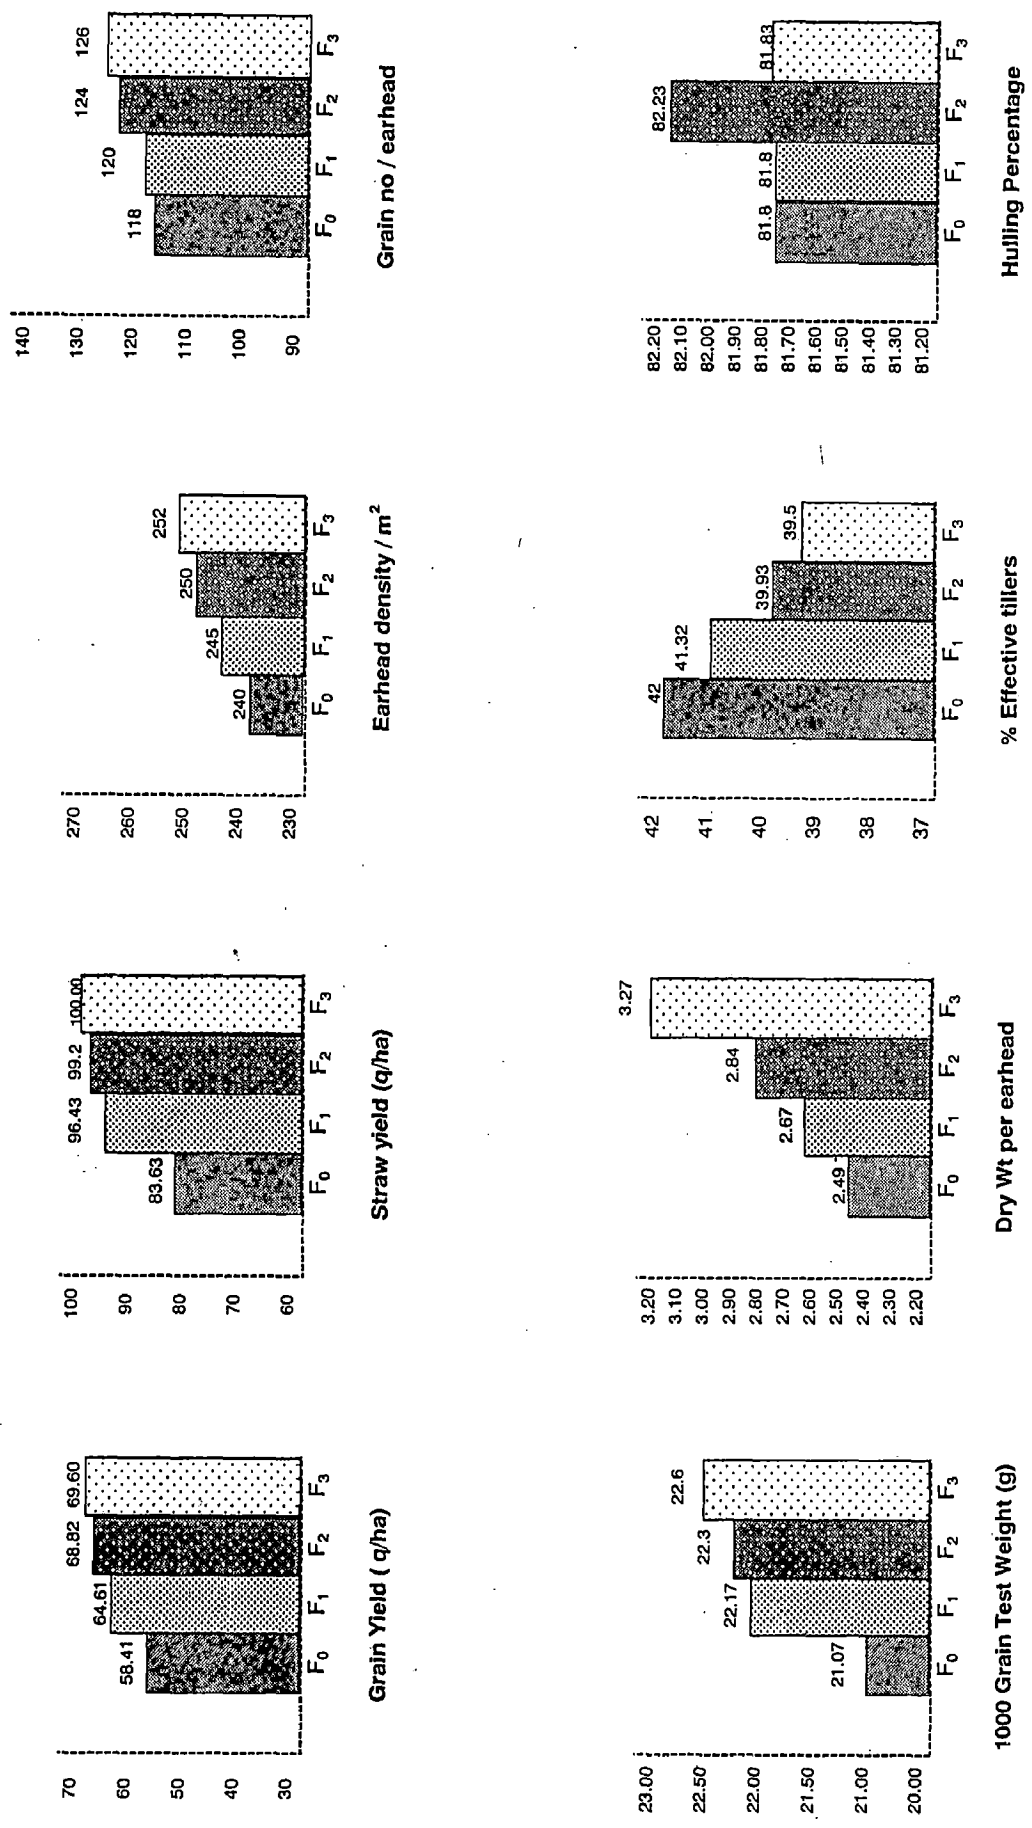 70
60
50
40
30
58.41
64.61
68.82
69.60
F0
F1
F2
F3
Grain Yield ( q/ha)
100
90
80
70
60
83.63
96.43
99.2
100.00
F0
F1
F2
F3
Straw yield (q/ha)
270
260
250
240
230
240
245
250
252
F0
F1
F2
F3
Earhead density / m²
140
130
120
110
100
90
118
120
124
126
F0
F1
F2
F3
Grain no / earhead
23.00
22.50
22.00
21.50
21.00
20.00
21.07
22.17
22.3
22.6
F0
F1
F2
F3
1000 Grain Test Weight (g)
3.20
3.10
3.00
2.90
2.80
2.70
2.60
2.50
2.40
2.30
2.20
2.49
2.67
2.84
3.27
F0
F1
F2
F3
Dry Wt per earhead
42
41
40
39
38
37
42
41.32
39.93
39.5
F0
F1
F2
F3
% Effective tillers
82.20
82.10
82.00
81.90
81.80
81.70
81.60
81.50
81.40
81.30
81.20
81.8
81.8
82.23
81.83
F0
F1
F2
F3
Hulling Percentage